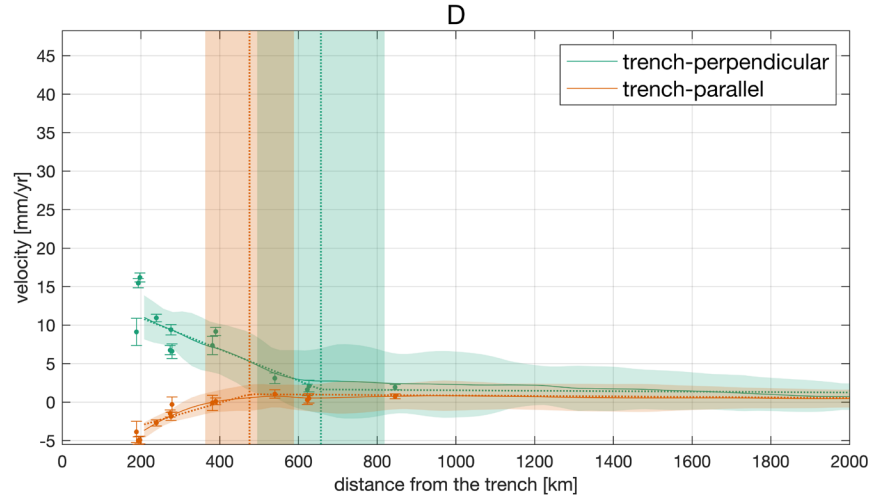 D
velocity [mm/yr]
45
40
35
30
25
20
15
10
5
0
-5
trench-perpendicular
trench-parallel
0 200 400 600 800 1000 1200 1400 1600 1800 2000
distance from the trench [km]